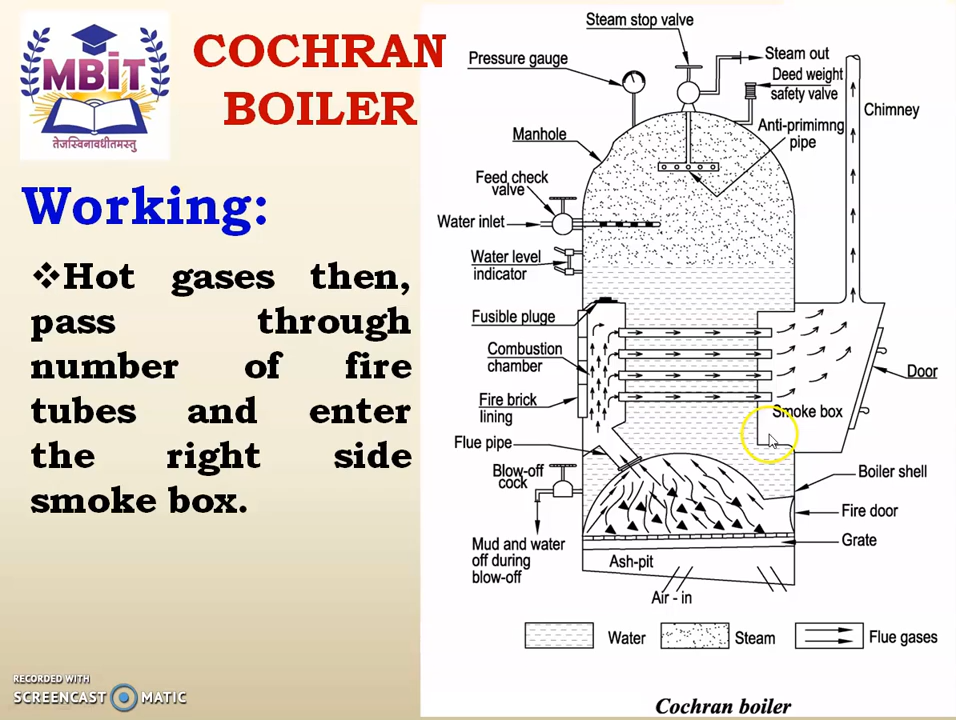 MBIT
तेजस्विनावधीतमस्तु
COCHRAN
BOILER
Working:
❖Hot gases then,
pass through
number of fire
tubes and enter
the right side
smoke box.
Steam stop valve
Pressure gauge
Steam out
Deed weight
safety valve
Chimney
Anti-primimng
pipe
Manhole
Feed check
valve
Water inlet
Water level
indicator
Fusible pluge
Combustion
chamber
Door
Fire brick
lining
Smoke box
Flue pipe
Blow-off
cock
Boiler shell
Fire door
Grate
Mud and water
off during
blow-off
Ash-pit
Air - in
Water
Steam
Flue gases
Cochran boiler
RECORDED WITH
SCREENCAST MATIC